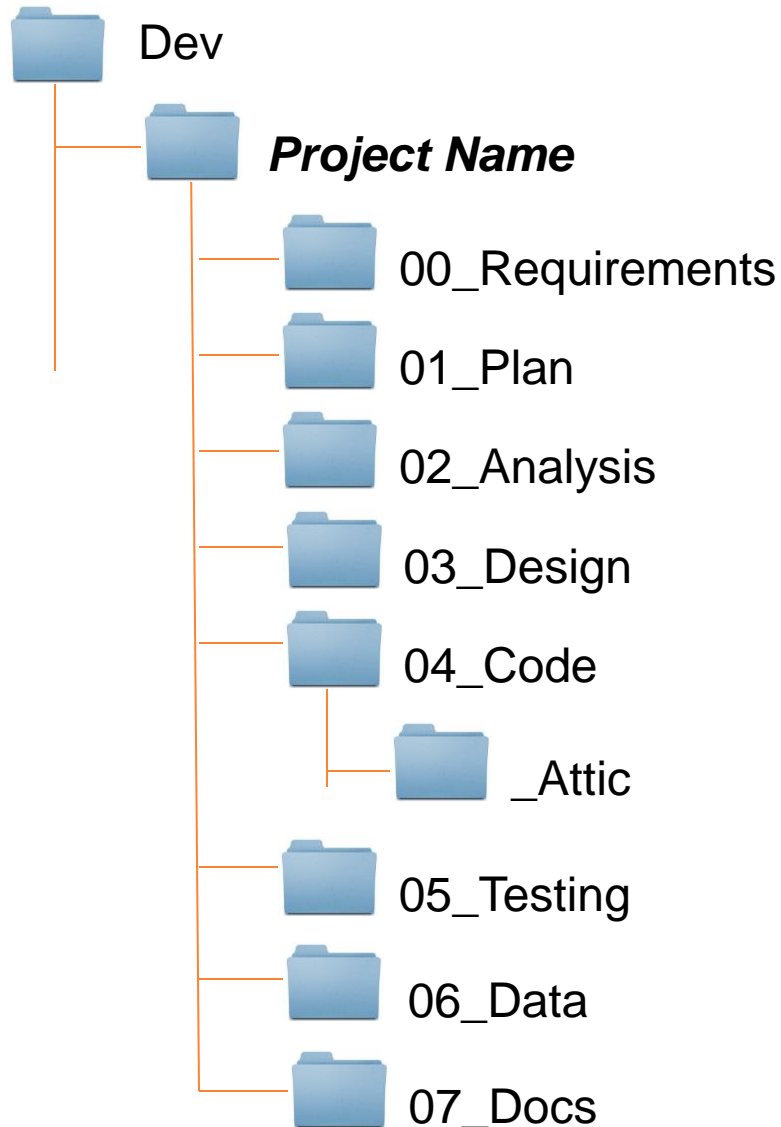 Dev
Project Name
00_Requirements
01_Plan
02_Analysis
03_Design
04_Code
_Attic
05_Testing
06_Data
07_Docs